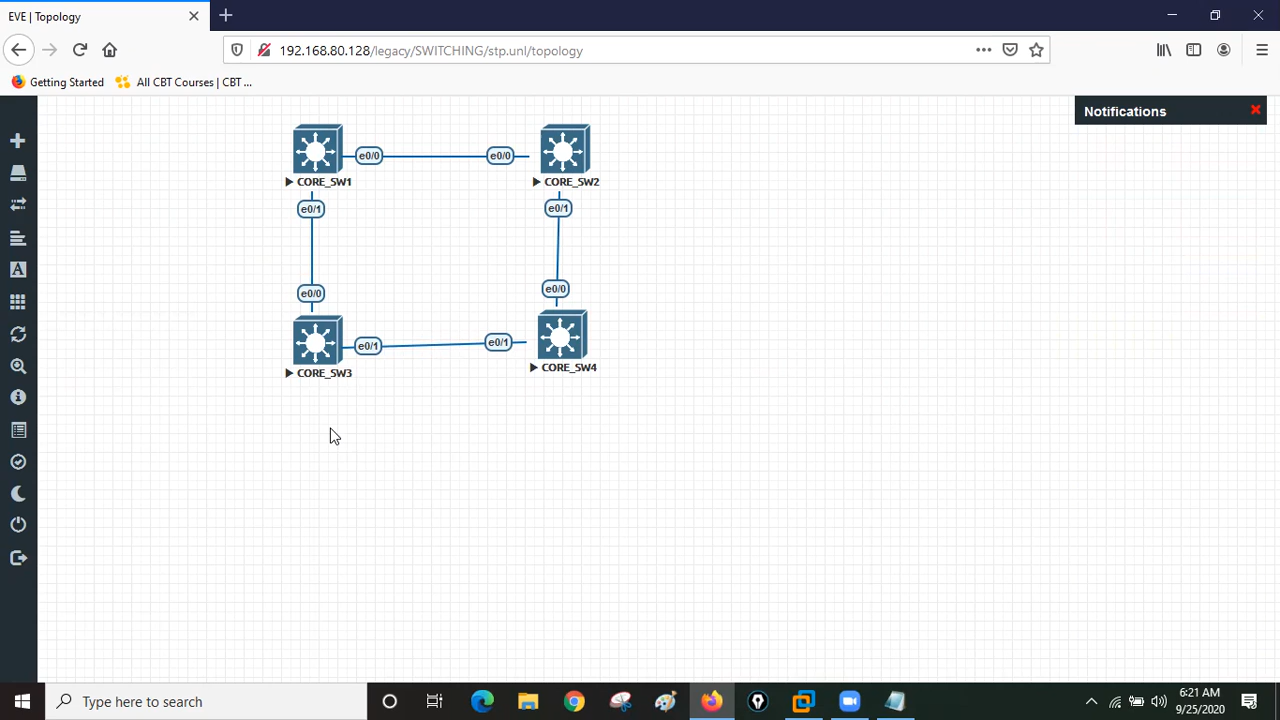 EVE | Topology
192.168.80.128/legacy/SWITCHING/stp.unl/topology
Getting Started
All CBT Courses | CBT ...
Notifications
e0/0
e0/0
CORE_SW1
CORE_SW2
e0/1
e0/1
e0/0
e0/0
e0/1
e0/1
CORE_SW3
CORE_SW4
Type here to search
6:21 AM
9/25/2020